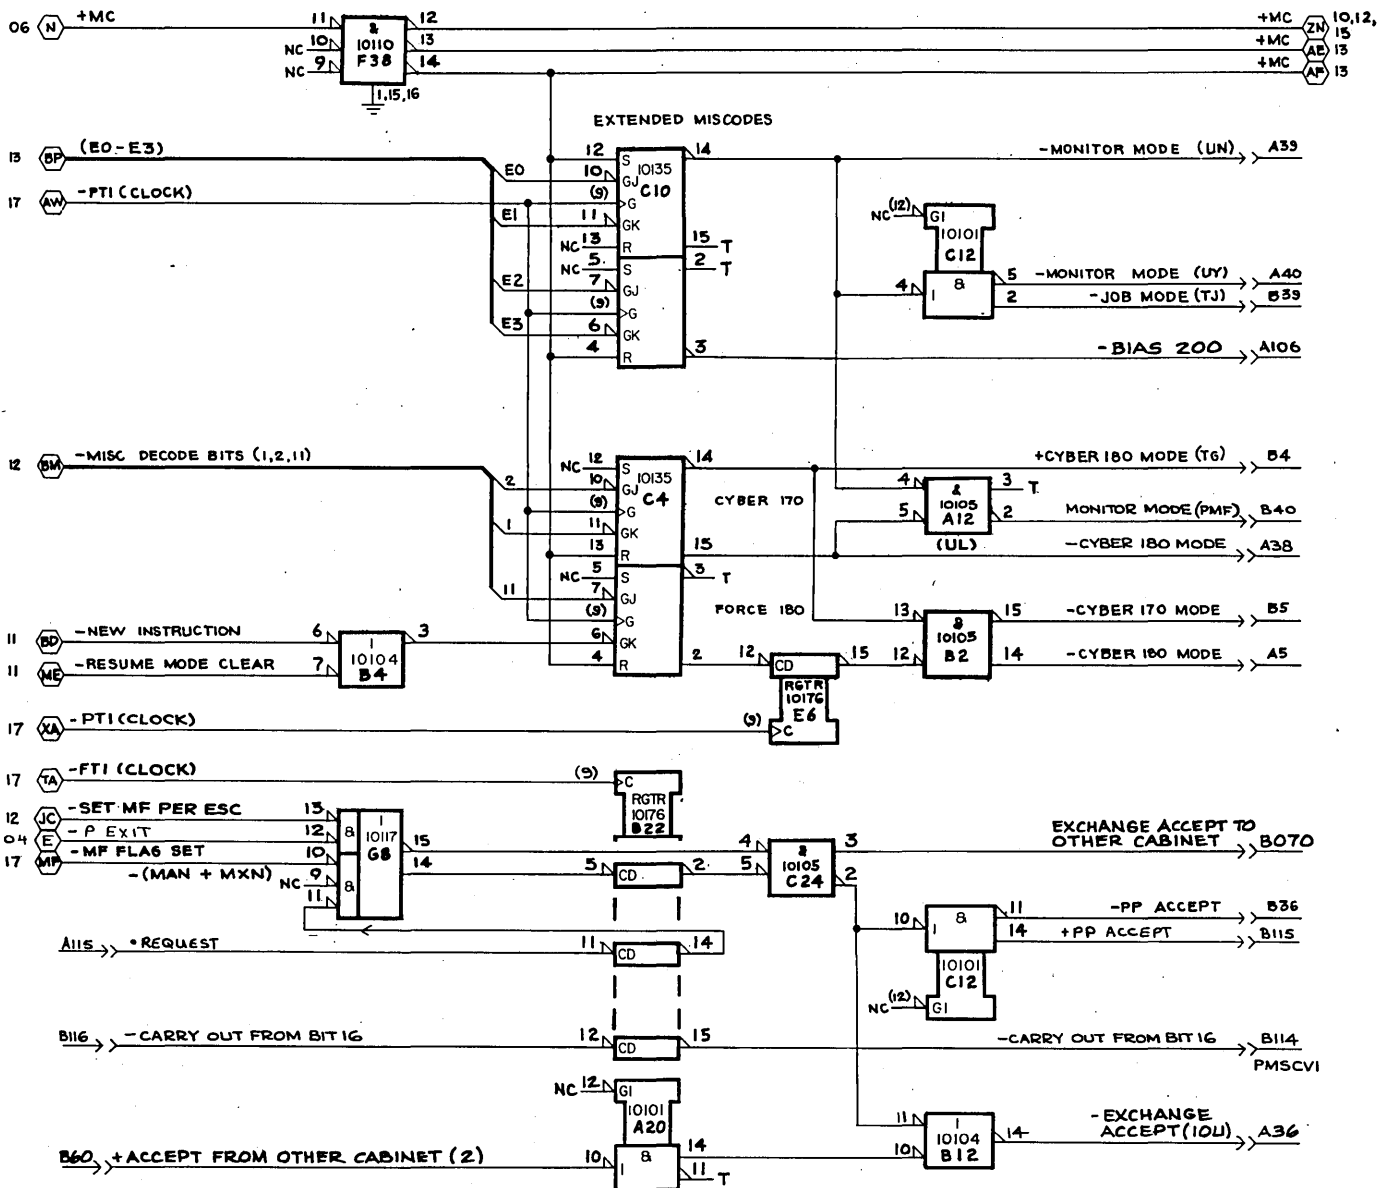 06 N +MC 11 & 12 +MC ZN 10,12,
15
NC 10 10110 13 +MC AE 13
NC 9 F38 14 +MC AF 13
1,15,16
EXTENDED MISCODES
13 BP (E0-E3) 12 S 14 -MONITOR MODE (UN) A39
E0 10 GJ 10135
17 AW -PTI (CLOCK) (9) G C10
E1 11 GK NC (12) GI
NC 13 R 15 T 10101
NC 5 S 2 T C12
E2 7 GJ 4 I & 5 -MONITOR MODE (UY) A40
(9) G 2 -JOB MODE (TJ) B39
E3 6 GK
4 R 3 -BIAS 200 A106
12 BM -MISC DECODE BITS (1,2,11) NC 12 S 14 +CYBER 180 MODE (TG) B4
2 10 GJ 10135 4 & 3 T
(9) G C4 CYBER 170 10105
1 11 GK 5 A12 2 MONITOR MODE (PMF) B40
13 R 15 (UL) -CYBER 180 MODE A38
NC 5 S 3 T
11 7 GJ
(9) G FORCE 180 13 & 15 -CYBER 170 MODE B5
11 BD -NEW INSTRUCTION 6 I 3 6 GK 10105
11 ME -RESUME MODE CLEAR 7 10104 4 R 2 12 CD 15 12 B2 14 -CYBER 180 MODE A5
B4 RGTR
10176
E6
17 XA -PTI (CLOCK) (9) C
17 TA -FTI (CLOCK) (9) C
RGTR
10176
B22
12 JC -SET MF PER ESC 13 I
04 E -P EXIT 12 & 10117 15 4 & 3 EXCHANGE ACCEPT TO
OTHER CABINET B070
17 MF -MF FLAG SET 10 G8 14 5 CD 2 5 10105
-(MAN + MXN) NC 9 & C24 2
11 10 I & 11 -PP ACCEPT B36
A115 •REQUEST 11 CD 14 14 +PP ACCEPT B115
10101
C12
NC (12) GI
B116 -CARRY OUT FROM BIT 16 12 CD 15 -CARRY OUT FROM BIT 16 B114
PMSCV1
NC 12 GI
10101
A20
11 I -EXCHANGE
10104 14 ACCEPT (IOU) A36
B60 +ACCEPT FROM OTHER CABINET (2) 10 I & 14 10 B12
11 T